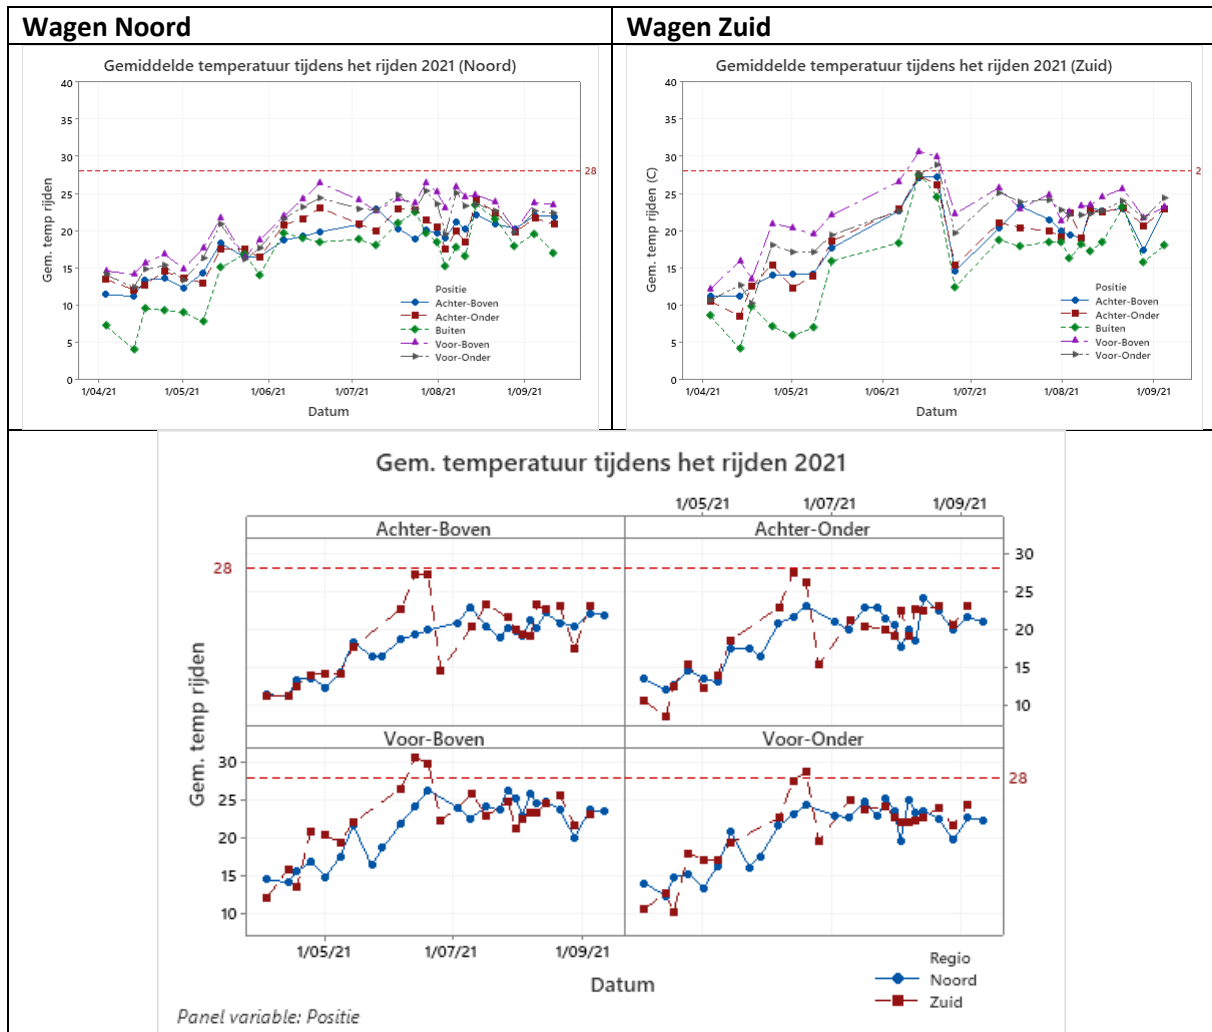 Wagen Noord
Wagen Zuid
Gemiddelde temperatuur tijdens het rijden 2021 (Noord)
40
35
30
28
25
20
15
10
5
0
Gem. temp rijden
Positie
Achter-Boven
Achter-Onder
Buiten
Voor-Boven
Voor-Onder
1/04/21 1/05/21 1/06/21 1/07/21 1/08/21 1/09/21
Datum
Gemiddelde temperatuur tijdens het rijden 2021 (Zuid)
40
35
30
2
25
20
15
10
5
0
Gem. temp rijden (C)
Positie
Achter-Boven
Achter-Onder
Buiten
Voor-Boven
Voor-Onder
1/04/21 1/05/21 1/06/21 1/07/21 1/08/21 1/09/21
Datum
Gem. temperatuur tijdens het rijden 2021
1/05/21 1/07/21 1/09/21
Achter-Boven Achter-Onder
28
30
25
20
15
10
Gem. temp rijden
Voor-Boven Voor-Onder
30
25
20
15
10
28
1/05/21 1/07/21 1/09/21
Datum
Regio
Noord
Zuid
Panel variable: Positie